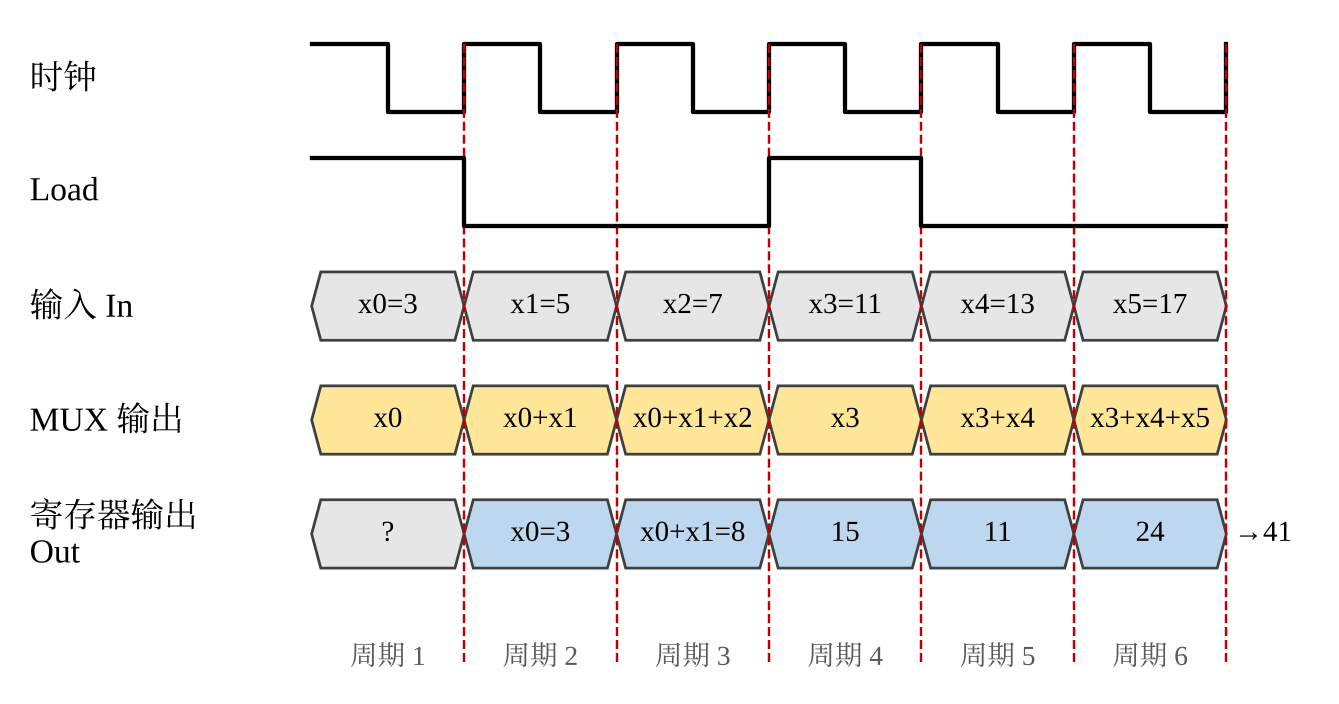 时钟
Load
输入 In
x0=3
x1=5
x2=7
x3=11
x4=13
x5=17
MUX 输出
x0
x0+x1
x0+x1+x2
x3
x3+x4
x3+x4+x5
寄存器输出
Out
?
x0=3
x0+x1=8
15
11
24
→41
周期 1
周期 2
周期 3
周期 4
周期 5
周期 6